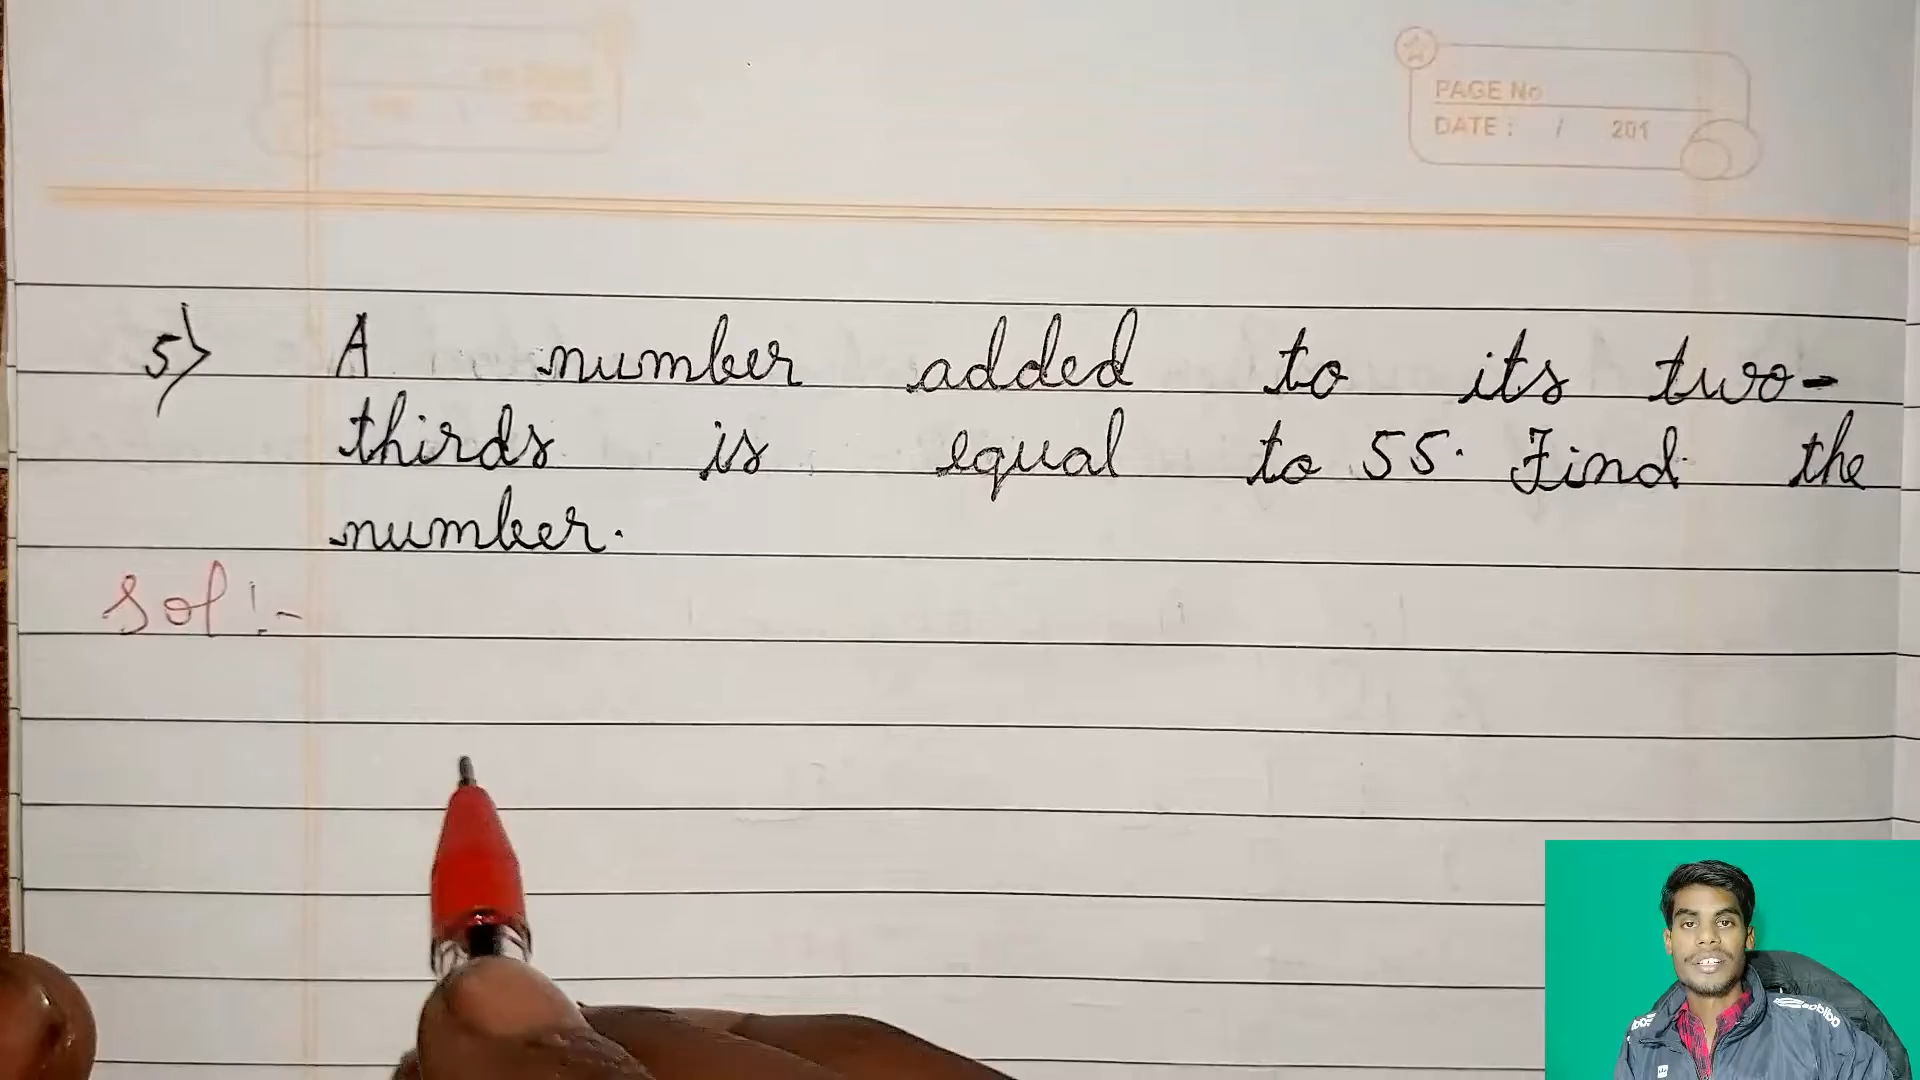 PAGE No
DATE : / 201
5) A number added to its two-
thirds is equal to 55. Find the
number.
Sol:-
adidas